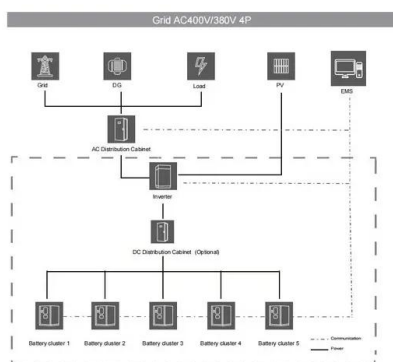 Grid AC400V/380V 4P
Grid
DG
Load
PV
EMS
AC Distribution Cabinet
Inverter
DC Distribution Cabinet (Optional)
Battery cluster 1
Battery cluster 2
Battery cluster 3
Battery cluster 4
Battery cluster 5
Communication
Power